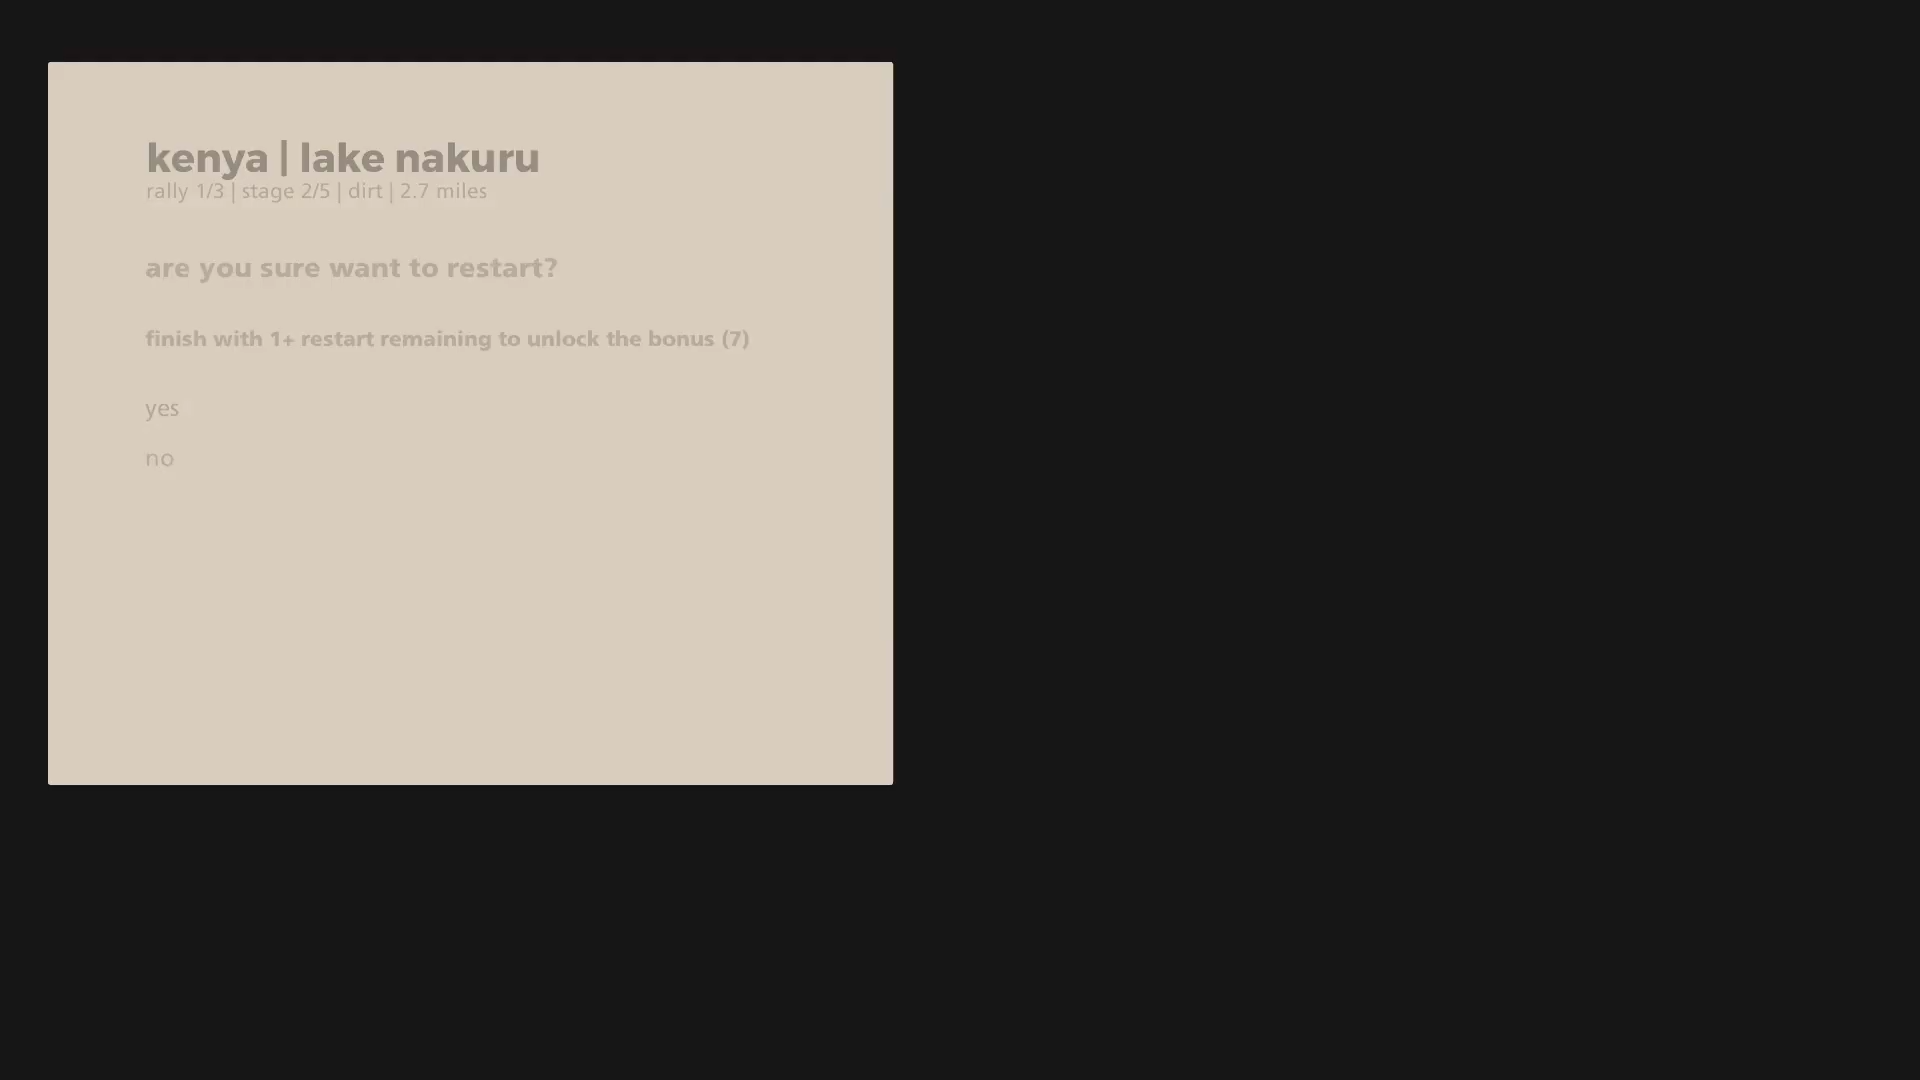 kenya | lake nakuru
rally 1/3 | stage 2/5 | dirt | 2.7 miles
are you sure want to restart?
finish with 1+ restart remaining to unlock the bonus (7)
yes
no